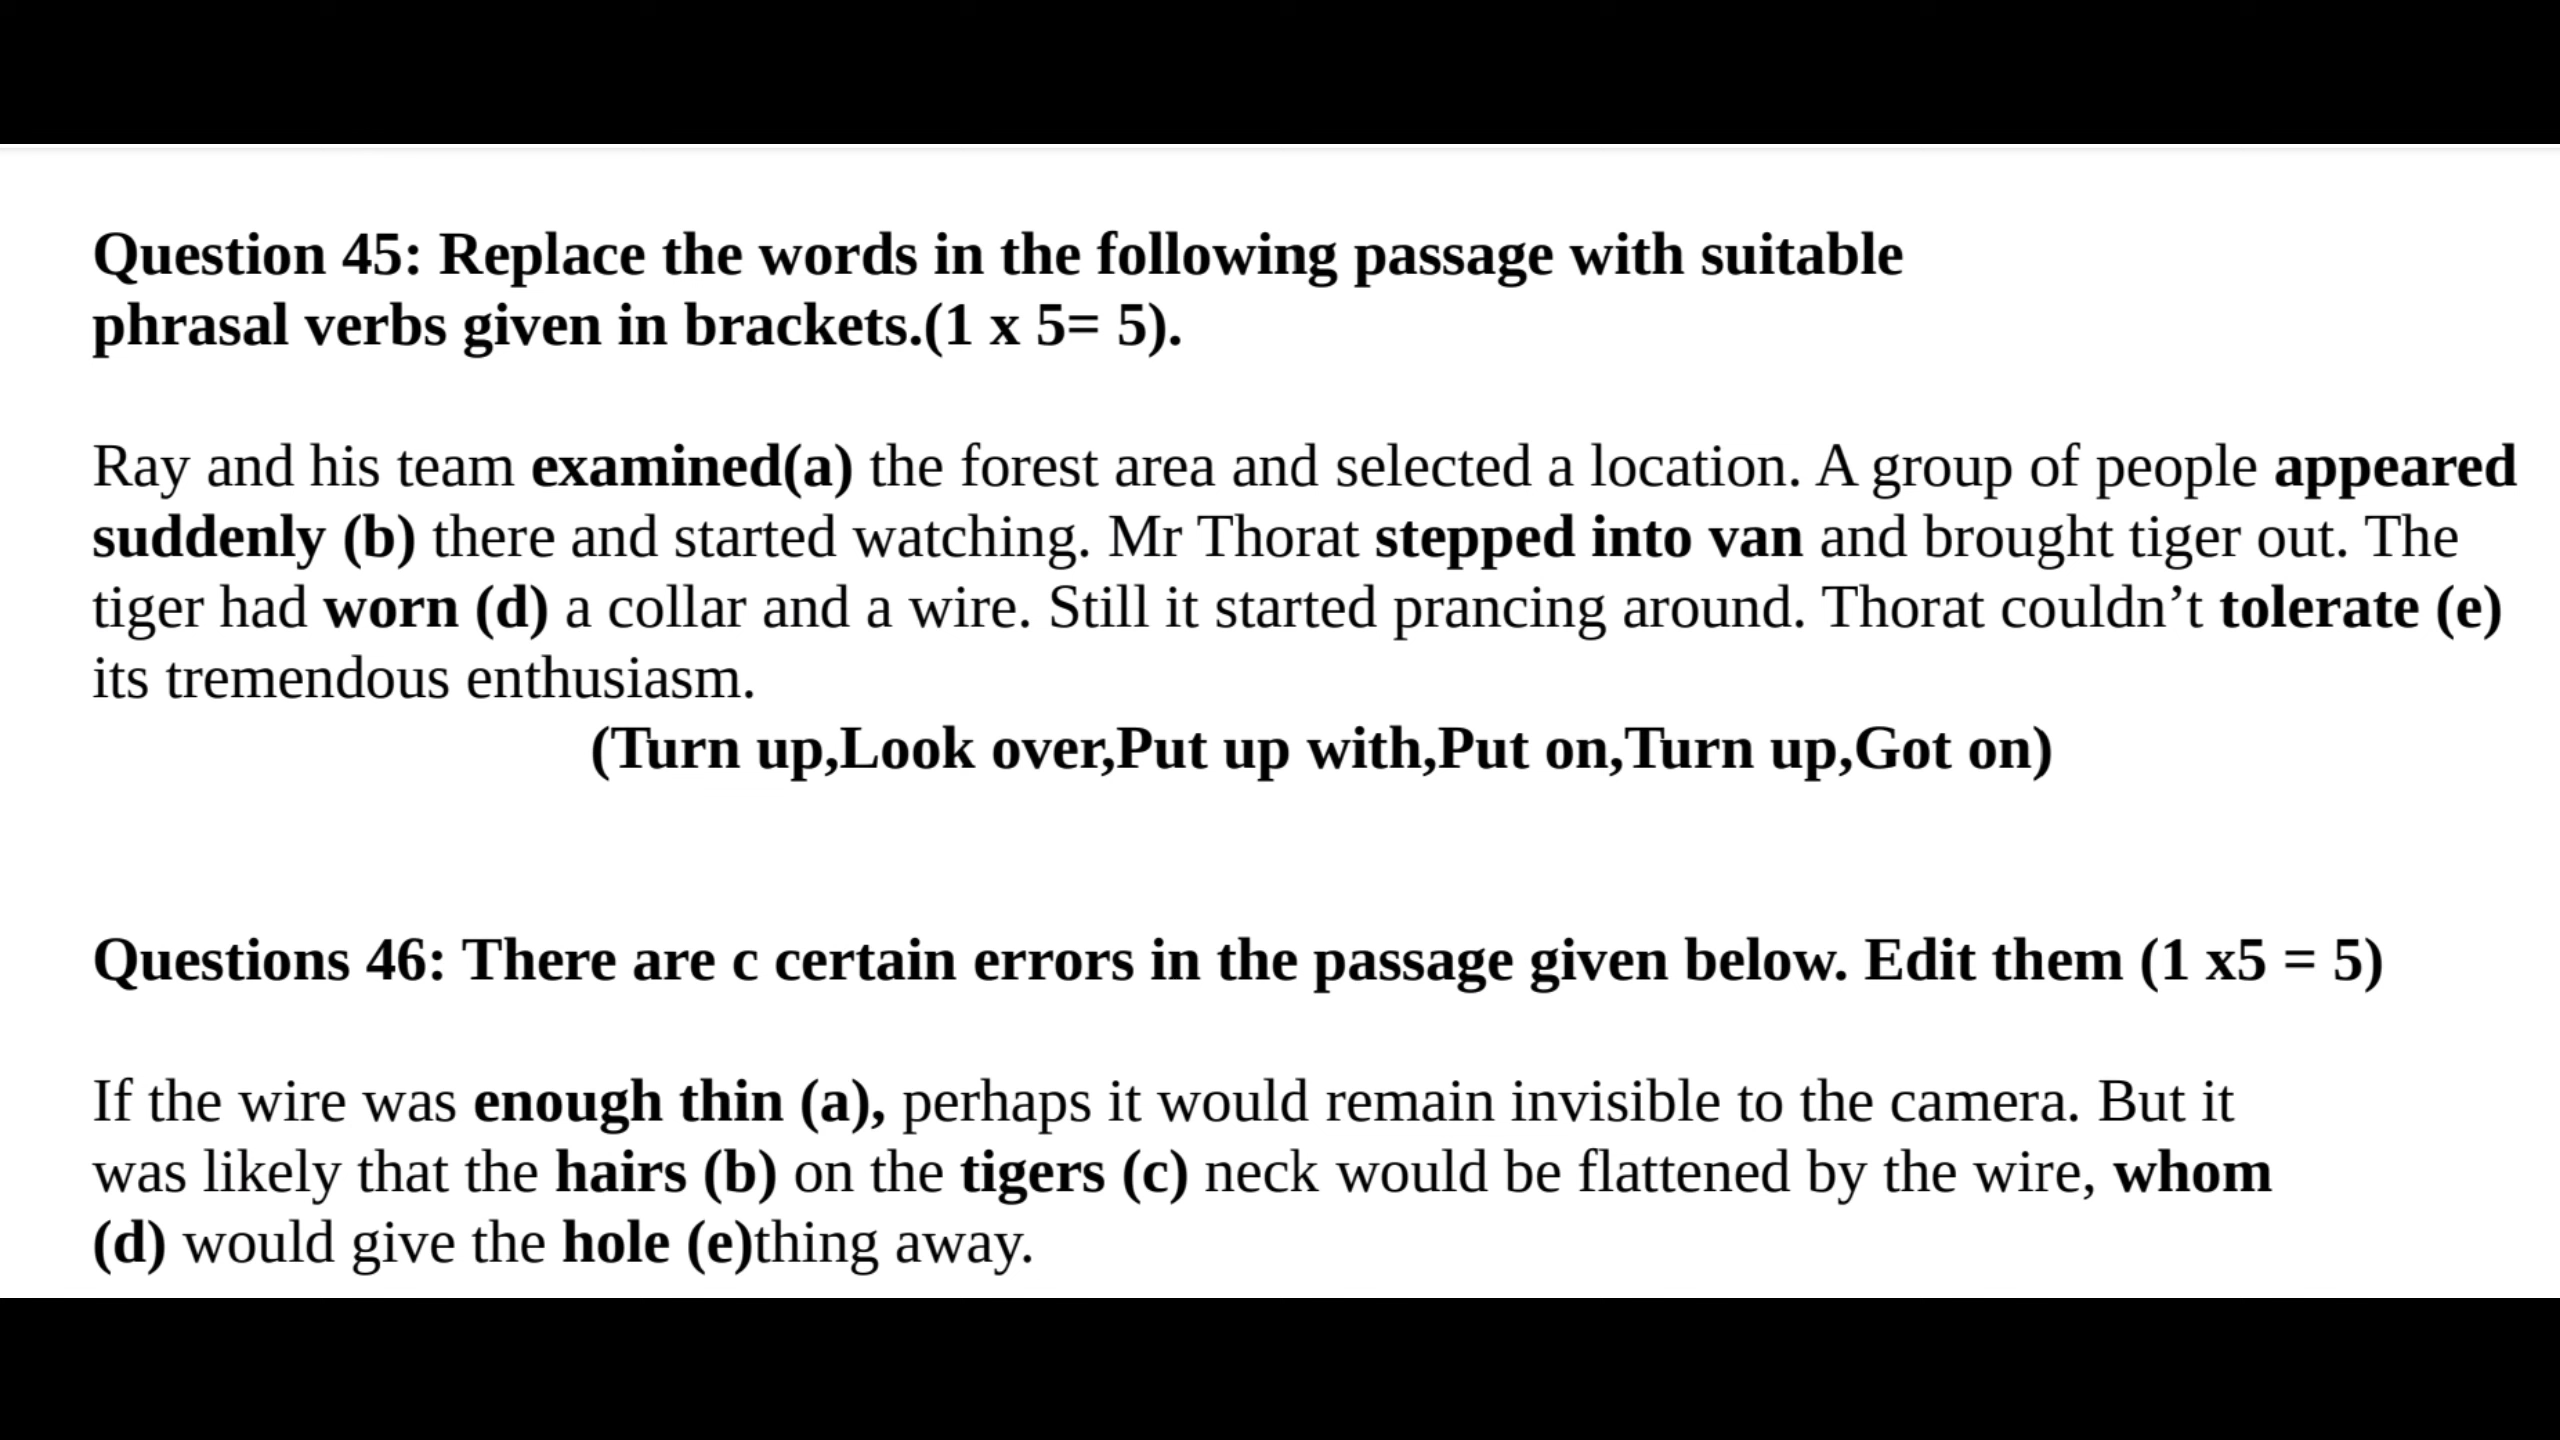 Question 45: Replace the words in the following passage with suitable
phrasal verbs given in brackets.(1 x 5= 5).
Ray and his team examined(a) the forest area and selected a location. A group of people appeared
suddenly (b) there and started watching. Mr Thorat stepped into van and brought tiger out. The
tiger had worn (d) a collar and a wire. Still it started prancing around. Thorat couldn’t tolerate (e)
its tremendous enthusiasm.
(Turn up,Look over,Put up with,Put on,Turn up,Got on)
Questions 46: There are c certain errors in the passage given below. Edit them (1 x5 = 5)
If the wire was enough thin (a), perhaps it would remain invisible to the camera. But it
was likely that the hairs (b) on the tigers (c) neck would be flattened by the wire, whom
(d) would give the hole (e)thing away.